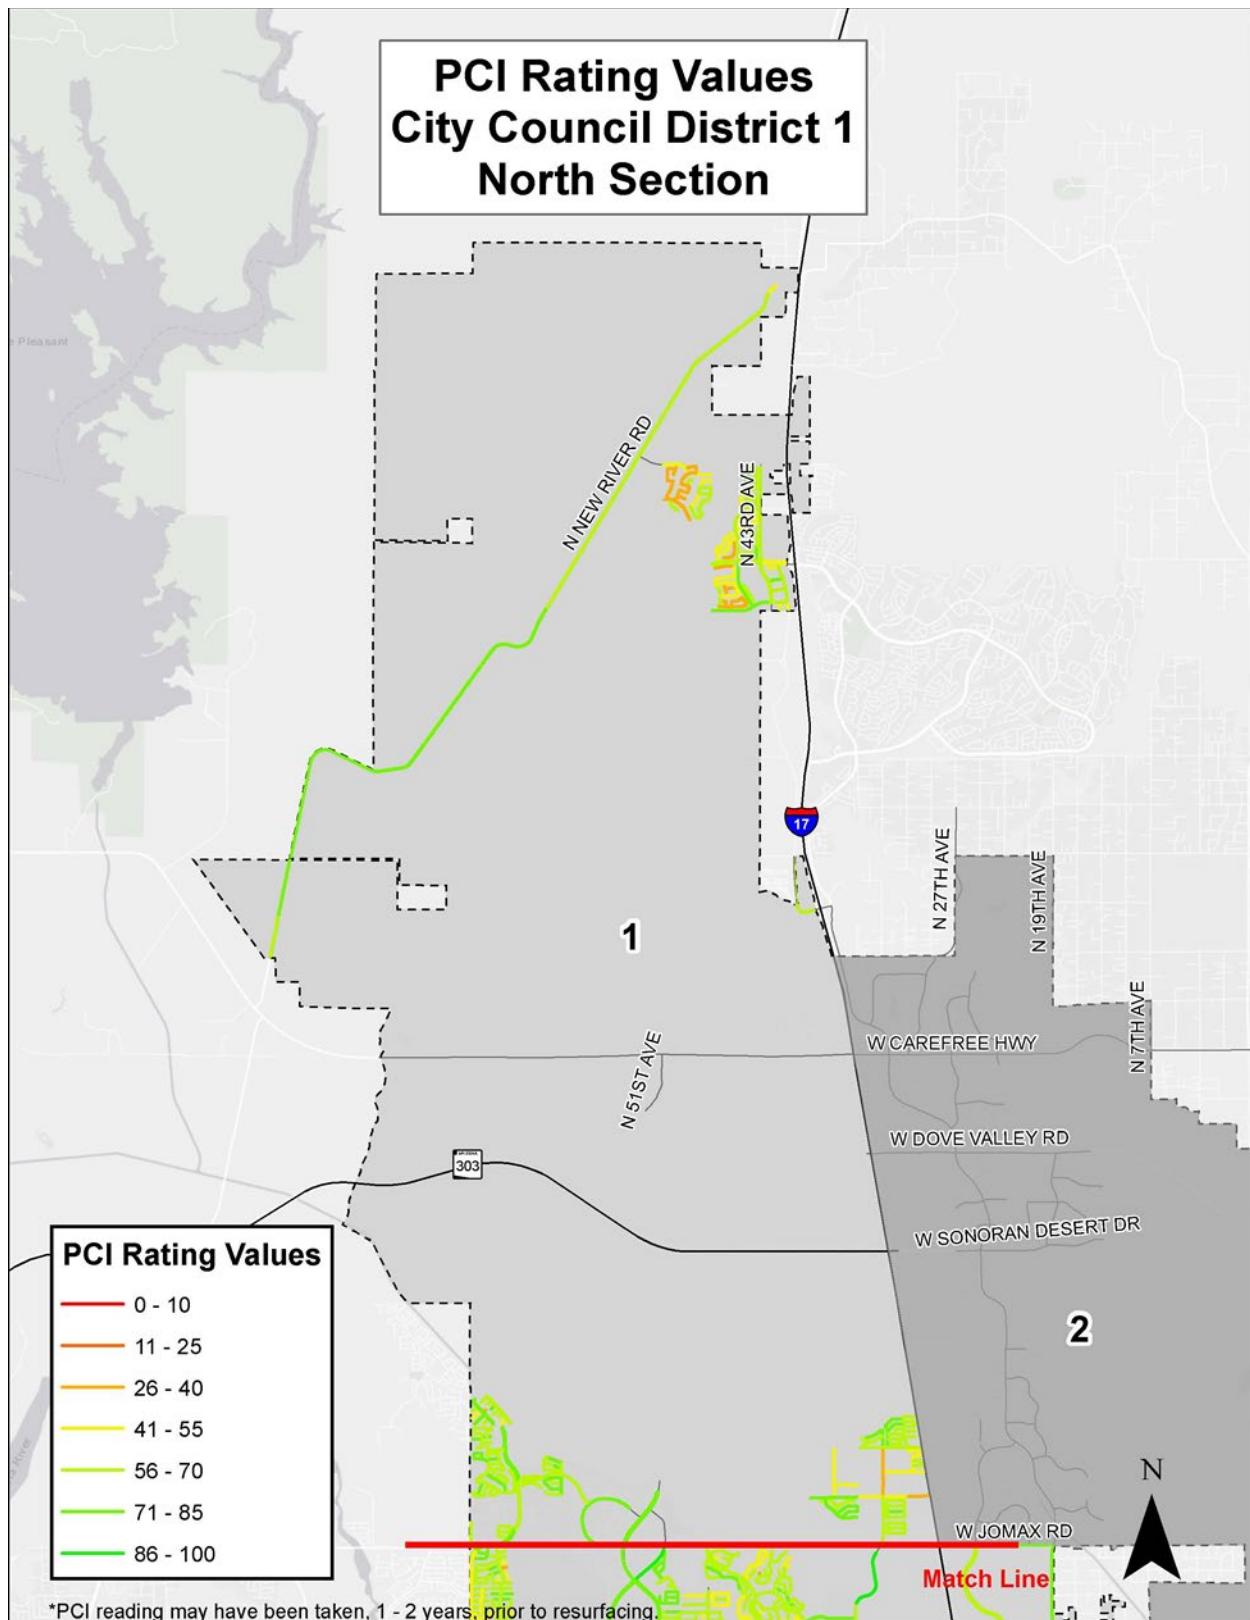 PCI Rating Values
City Council District 1
North Section
e Pleasant
N NEW RIVER RD
N 43RD AVE
17
N 27TH AVE
N 19TH AVE
1
N 7TH AVE
W CAREFREE HWY
N 51ST AVE
W DOVE VALLEY RD
303
W SONORAN DESERT DR
2
PCI Rating Values
0 - 10
11 - 25
26 - 40
41 - 55
56 - 70
71 - 85
86 - 100
River
N
W JOMAX RD
Match Line
*PCI reading may have been taken, 1 - 2 years, prior to resurfacing.